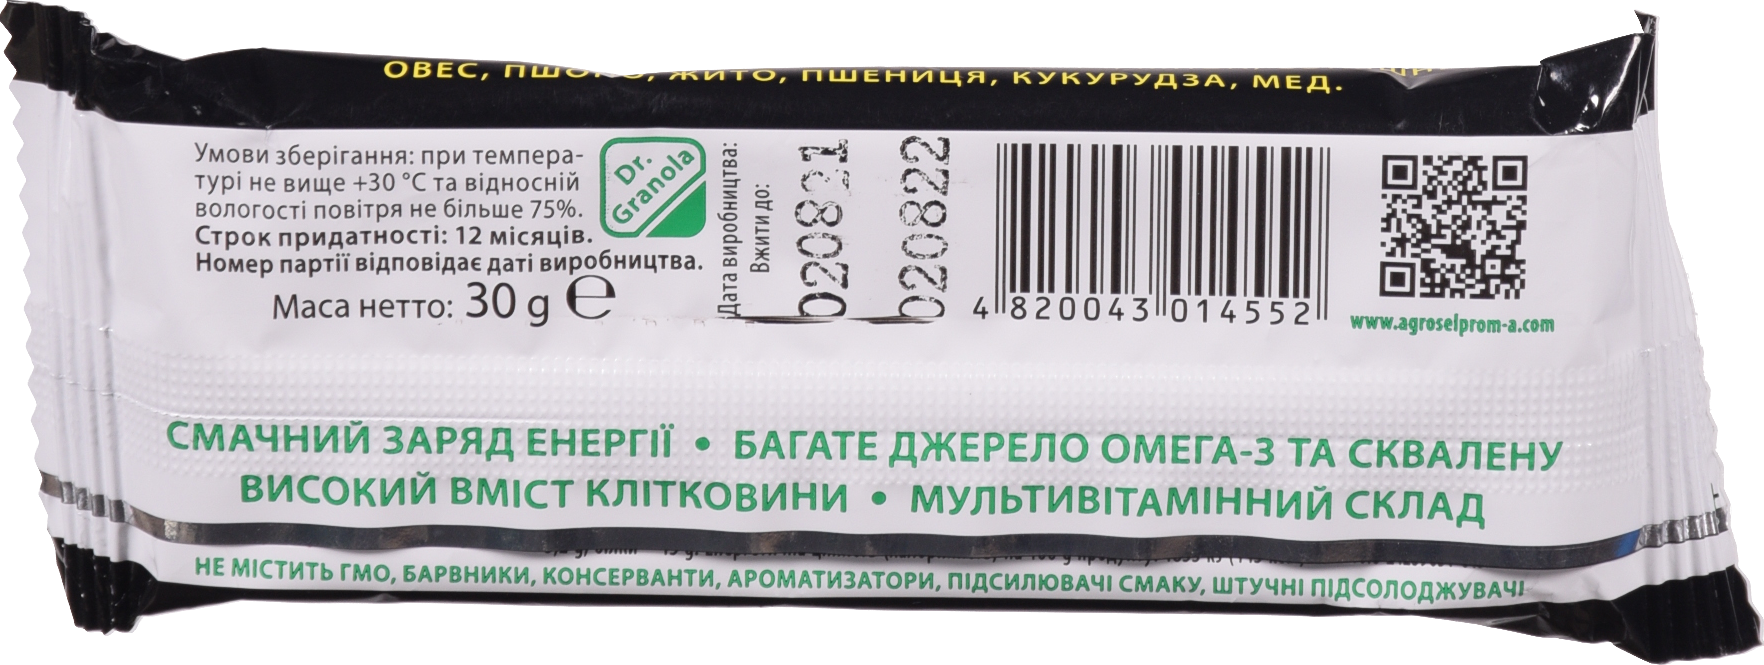 ОВЕС, ПШОНО, ЖИТО, ПШЕНИЦЯ, КУКУРУДЗА, МЕД.
Умови зберігання: при темпера-
турі не вище +30 °C та відносній
вологості повітря не більше 75%.
Строк придатності: 12 місяців.
Номер партії відповідає даті виробництва.
Маса нетто: 30 g ℮
Dr.
Granola
Дата виробництва:
Вжити до:
020821
020822
4 820043 014552
www.agroselprom-a.com
СМАЧНИЙ ЗАРЯД ЕНЕРГІЇ • БАГАТЕ ДЖЕРЕЛО ОМЕГА-3 ТА СКВАЛЕНУ
ВИСОКИЙ ВМІСТ КЛІТКОВИНИ • МУЛЬТИВІТАМІННИЙ СКЛАД
НЕ МІСТИТЬ ГМО, БАРВНИКИ, КОНСЕРВАНТИ, АРОМАТИЗАТОРИ, ПІДСИЛЮВАЧІ СМАКУ, ШТУЧНІ ПІДСОЛОДЖУВАЧІ